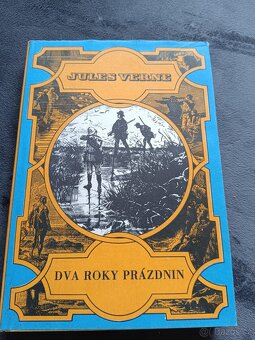 JULES VERNE
DVA ROKY PRÁZDNIN